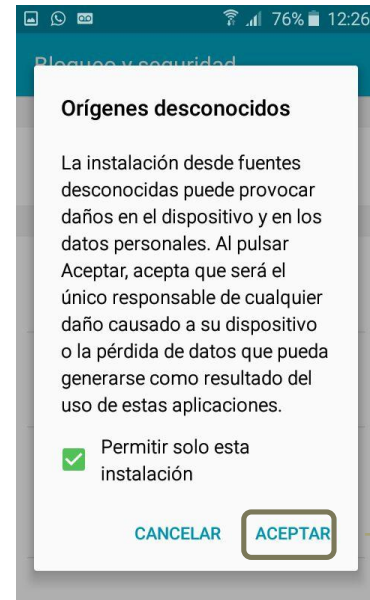 76% 12:26
Bloqueo y seguridad
Orígenes desconocidos
La instalación desde fuentes
desconocidas puede provocar
daños en el dispositivo y en los
datos personales. Al pulsar
Aceptar, acepta que será el
único responsable de cualquier
daño causado a su dispositivo
o la pérdida de datos que pueda
generarse como resultado del
uso de estas aplicaciones.
Permitir solo esta
instalación
CANCELAR ACEPTAR